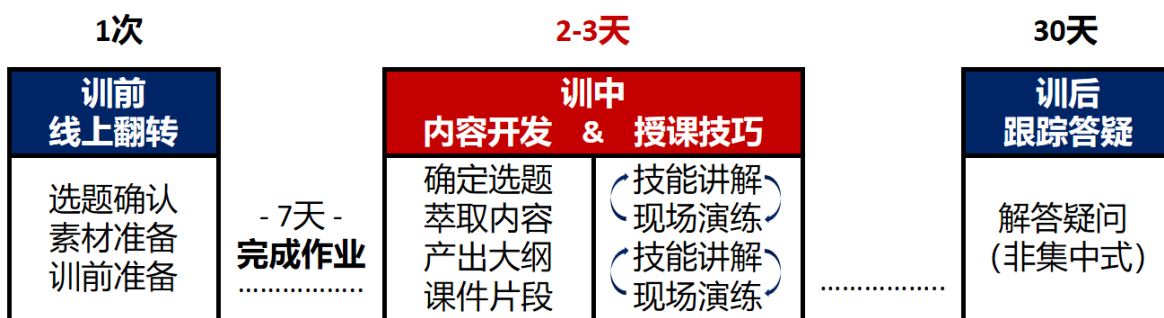 1次
2-3天
30天
训前
线上翻转
训中
内容开发 & 授课技巧
训后
跟踪答疑
选题确认
素材准备
训前准备
- 7天 -
完成作业
................
确定选题
萃取内容
产出大纲
课件片段
技能讲解
现场演练
技能讲解
现场演练
................
解答疑问
（非集中式）